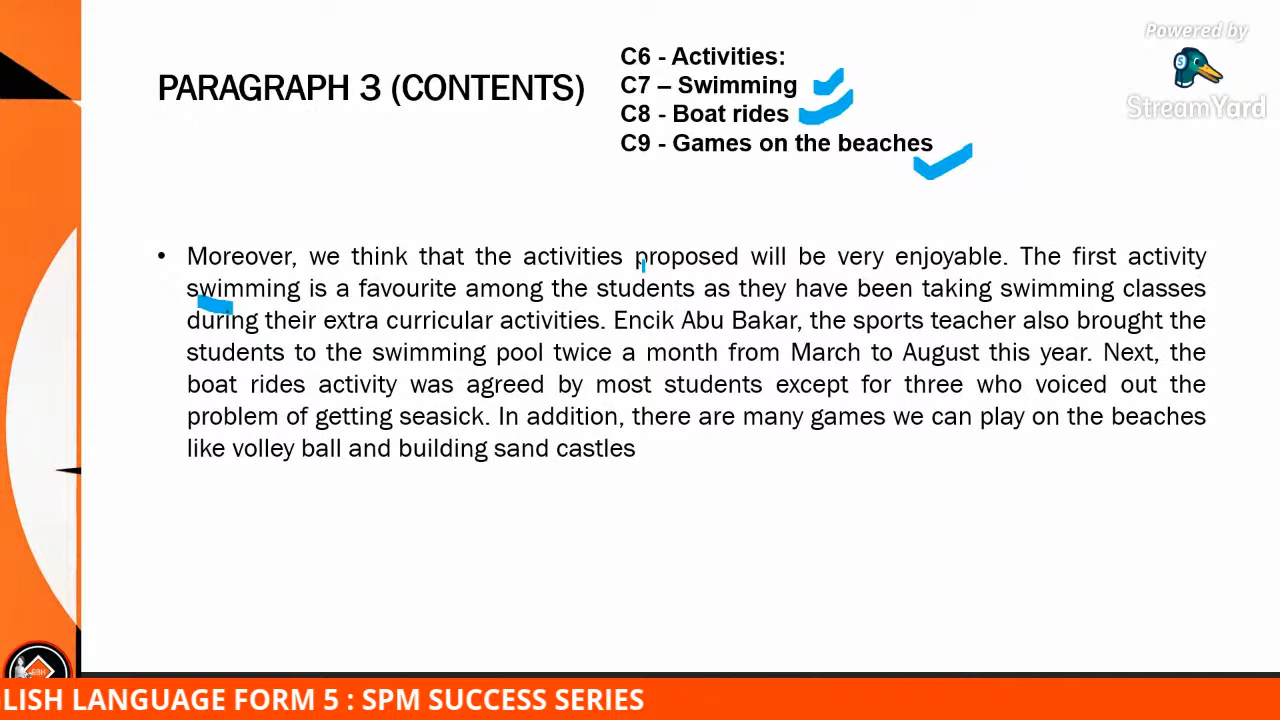 Powered by
StreamYard
C6 - Activities:
C7 – Swimming
C8 - Boat rides
C9 - Games on the beaches
PARAGRAPH 3 (CONTENTS)
• Moreover, we think that the activities proposed will be very enjoyable. The first activity
swimming is a favourite among the students as they have been taking swimming classes
during their extra curricular activities. Encik Abu Bakar, the sports teacher also brought the
students to the swimming pool twice a month from March to August this year. Next, the
boat rides activity was agreed by most students except for three who voiced out the
problem of getting seasick. In addition, there are many games we can play on the beaches
like volley ball and building sand castles
GLISH LANGUAGE FORM 5 : SPM SUCCESS SERIES